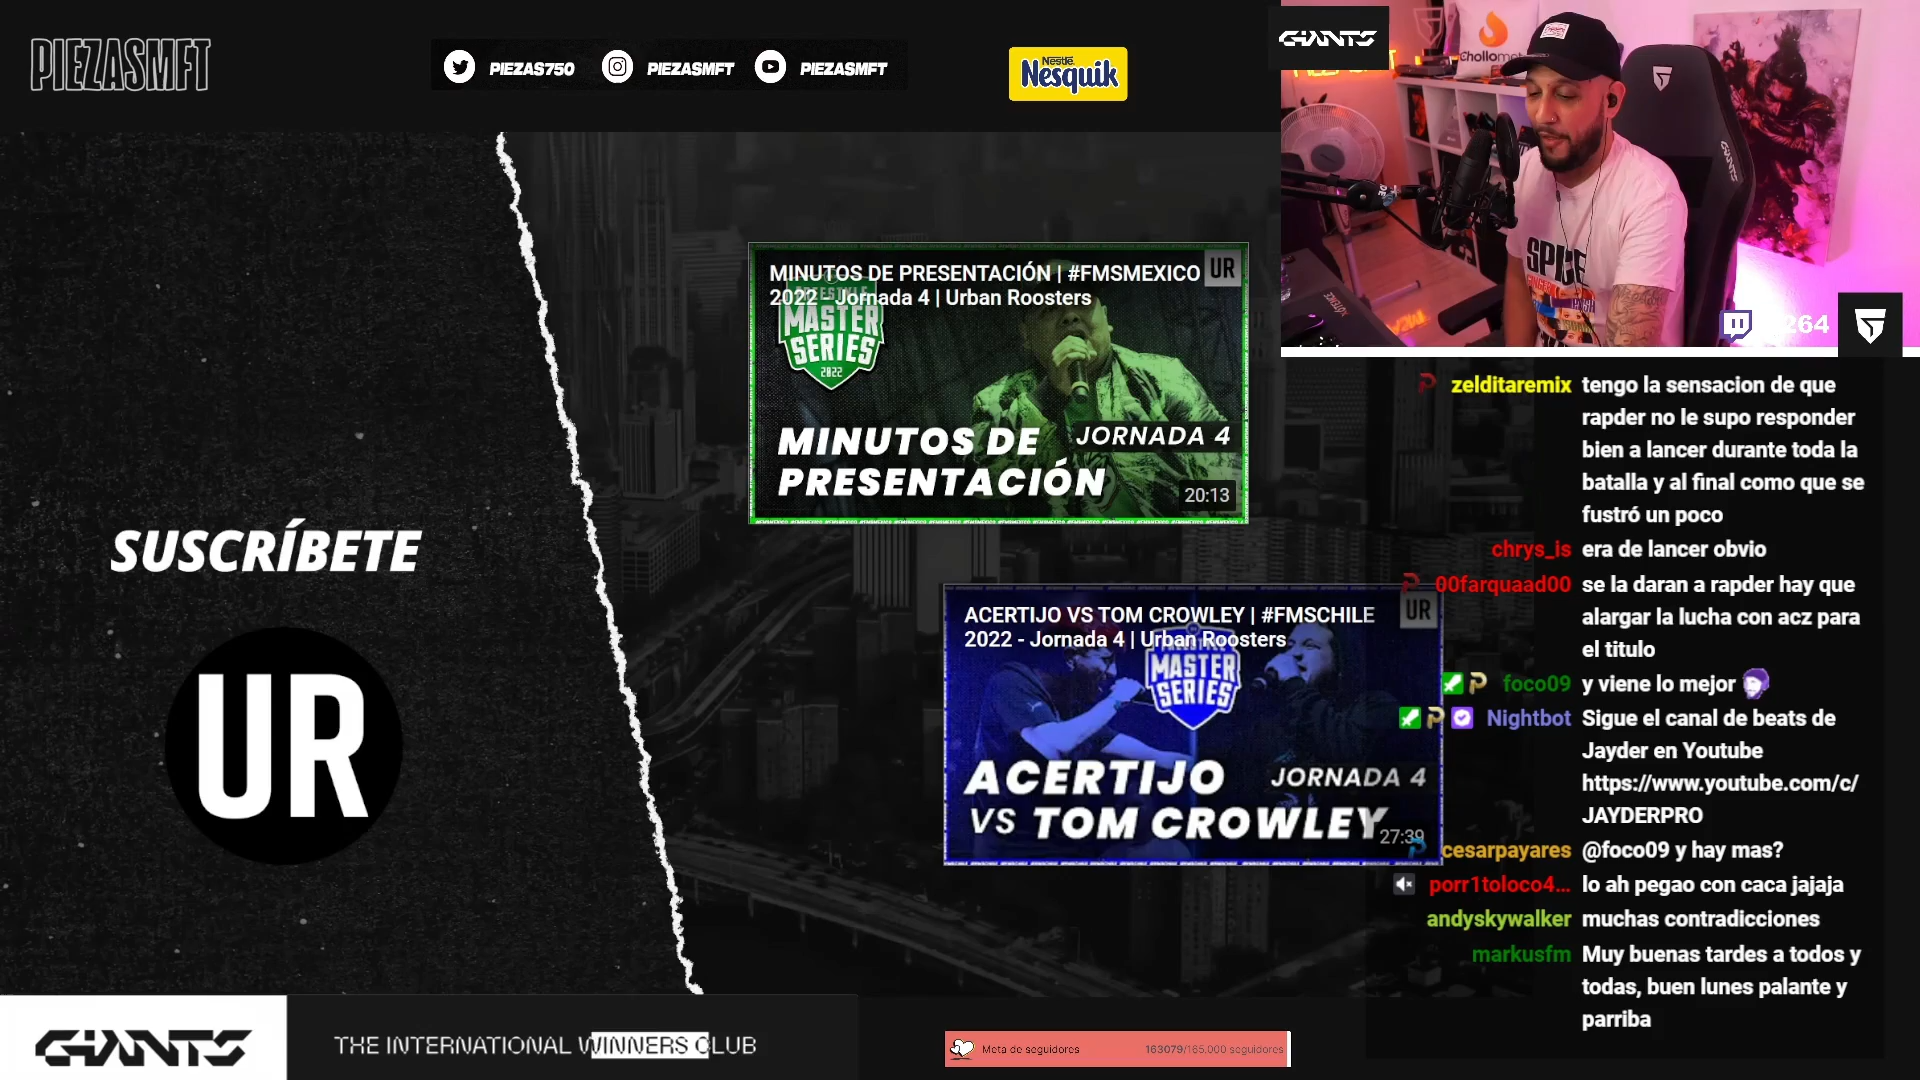 PIEZASMFT
PIEZAS750
PIEZASMFT
PIEZASMFT
Nestlé
Nesquik
GIANTS
264
SUSCRÍBETE
UR
MINUTOS DE PRESENTACIÓN | #FMSMEXICO
2022 - Jornada 4 | Urban Roosters
UR
FREESTYLE
MASTER
SERIES
2022
MINUTOS DE
PRESENTACIÓN
JORNADA 4
20:13
ACERTIJO VS TOM CROWLEY | #FMSCHILE
2022 - Jornada 4 | Urban Roosters
UR
FREESTYLE
MASTER
SERIES
ACERTIJO
VS TOM CROWLEY
JORNADA 4
27:39
zelditaremix tengo la sensacion de que
rapder no le supo responder
bien a lancer durante toda la
batalla y al final como que se
fustró un poco
chrys_is era de lancer obvio
00farquaad00 se la daran a rapder hay que
alargar la lucha con acz para
el titulo
foco09 y viene lo mejor
Nightbot Sigue el canal de beats de
Jayder en Youtube
https://www.youtube.com/c/
JAYDERPRO
cesarpayares @foco09 y hay mas?
porr1toloco4... lo ah pegao con caca jajaja
andyskywalker muchas contradicciones
markusfm Muy buenas tardes a todos y
todas, buen lunes palante y
parriba
GIANTS
THE INTERNATIONAL WINNERS CLUB
Meta de seguidores
163079/165.000 seguidores